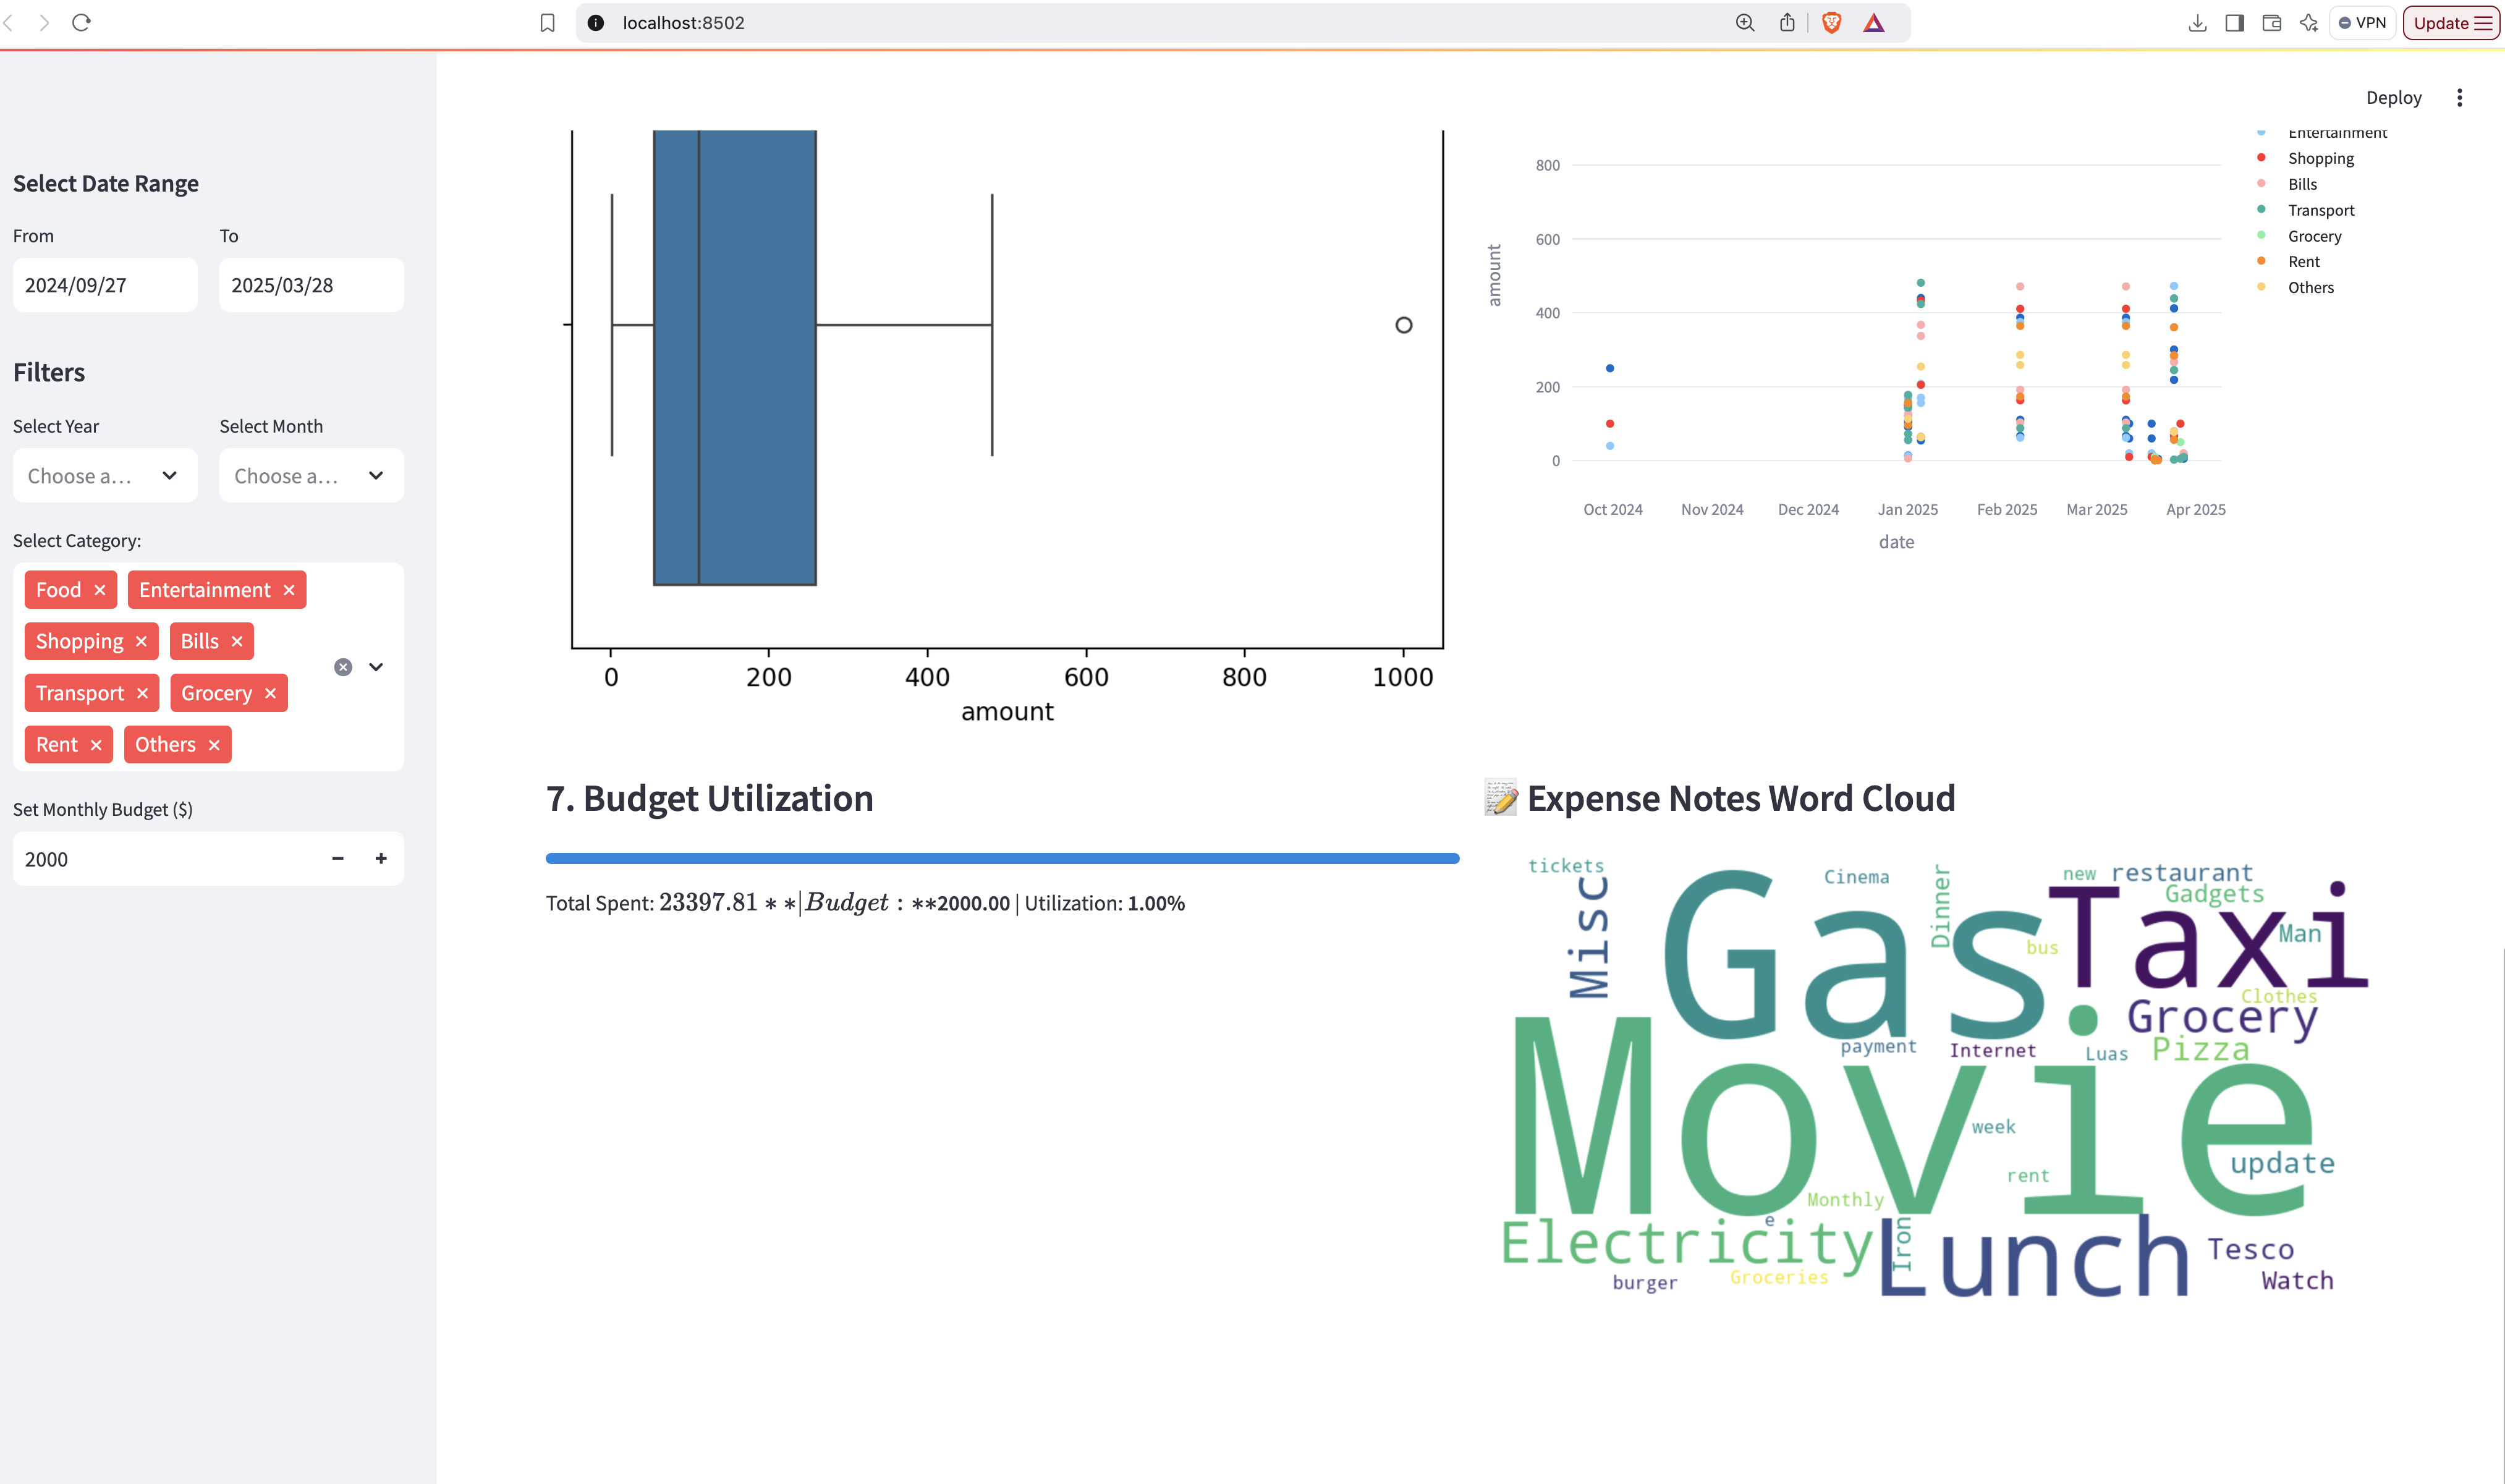 localhost:8502
VPN
Update
Deploy
Select Date Range
From
To
2024/09/27
2025/03/28
Filters
Select Year
Select Month
Choose a...
Choose a...
Select Category:
Food
Entertainment
Shopping
Bills
Transport
Grocery
Rent
Others
Set Monthly Budget ($)
2000
0
200
400
600
800
1000
amount
Entertainment
Shopping
Bills
Transport
Grocery
Rent
Others
800
600
400
200
0
amount
Oct 2024
Nov 2024
Dec 2024
Jan 2025
Feb 2025
Mar 2025
Apr 2025
date
7. Budget Utilization
Total Spent: 23397.81 ∗ ∗|Budget : ∗∗2000.00 | Utilization: 1.00%
📝 Expense Notes Word Cloud
tickets
Misc
Cinema
Dinner
new
restaurant
Gadgets
Gas
Taxi
Man
bus
Clothes
Grocery
payment
Internet
Luas
Pizza
Movie
week
rent
update
Monthly
e
Electricity
Iron
Lunch
Tesco
burger
Groceries
Watch